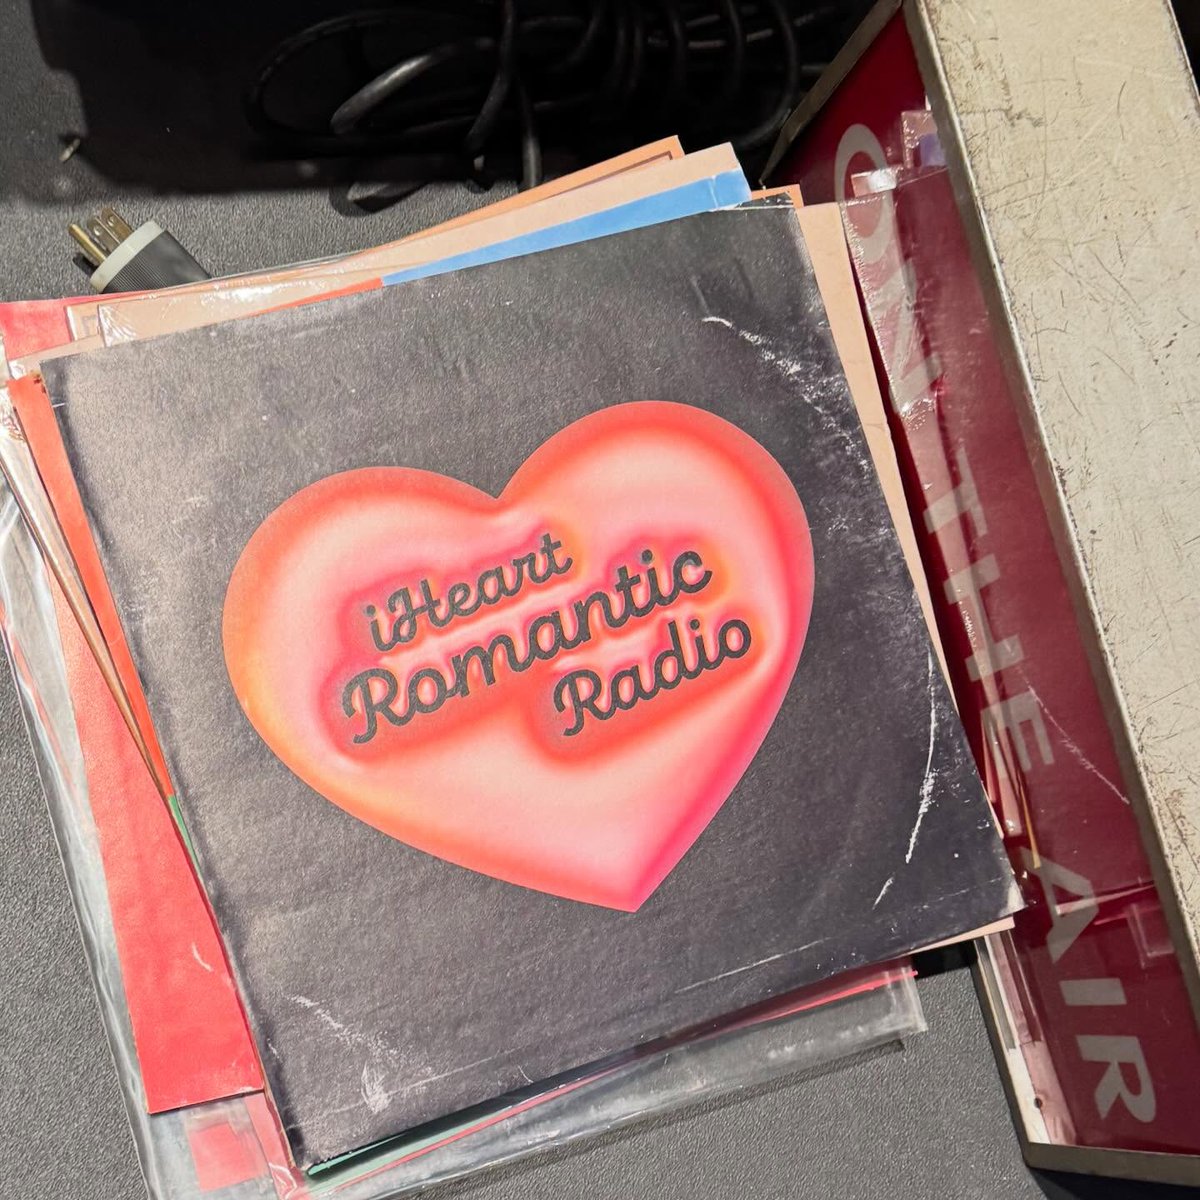 iHeart
Romantic
Radio
ON THE AIR